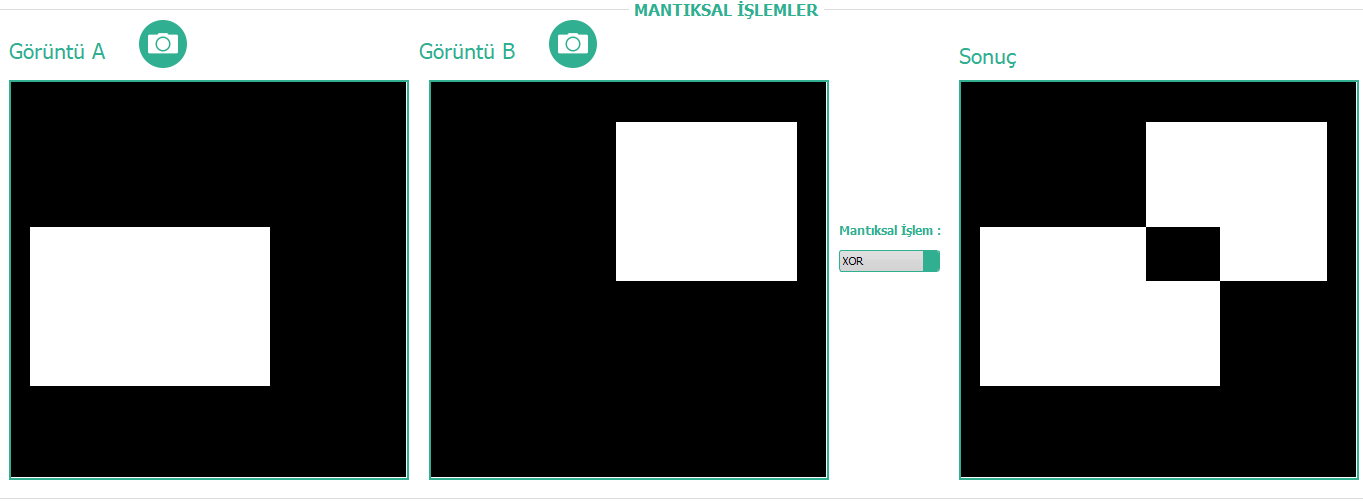 MANTIKSAL İŞLEMLER
Görüntü A
Görüntü B
Sonuç
Mantıksal İşlem :
XOR